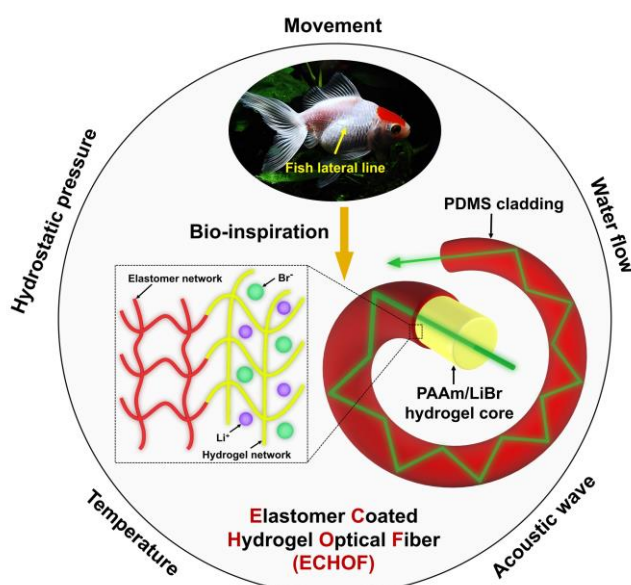 Movement
Hydrostatic pressure
Water flow
Fish lateral line
Bio-inspiration
PDMS cladding
Elastomer network
Br⁻
Li⁺
Hydrogel network
PAAm/LiBr
hydrogel core
Temperature
Acoustic wave
Elastomer Coated
Hydrogel Optical Fiber
(ECHOF)